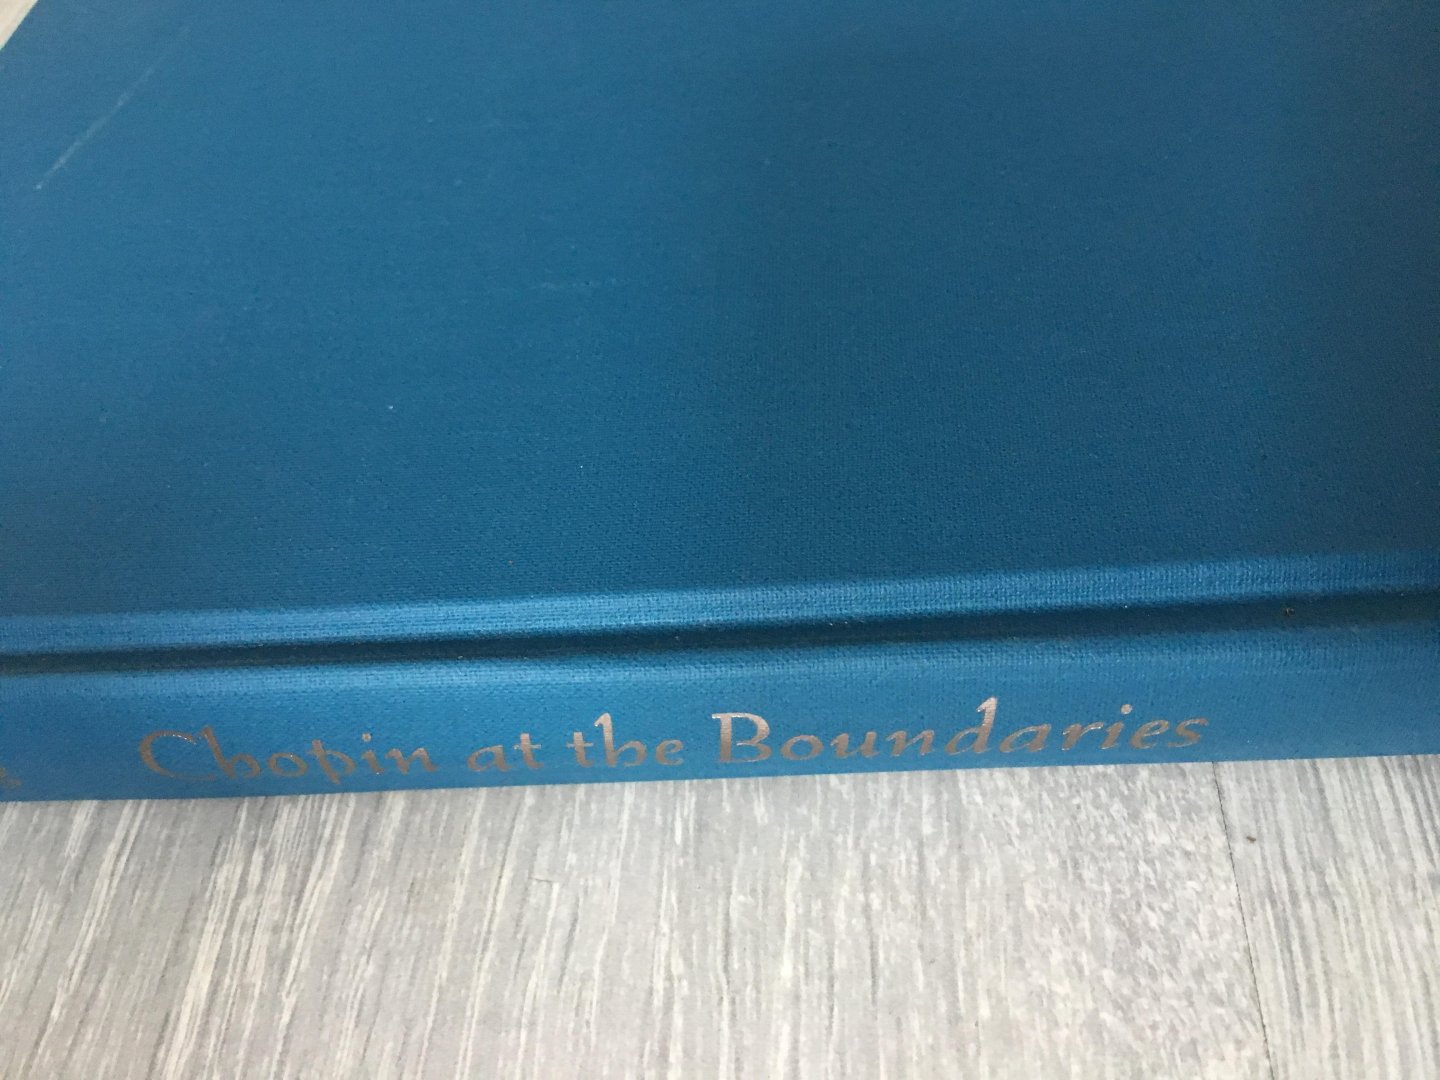 Chopin at the Boundaries